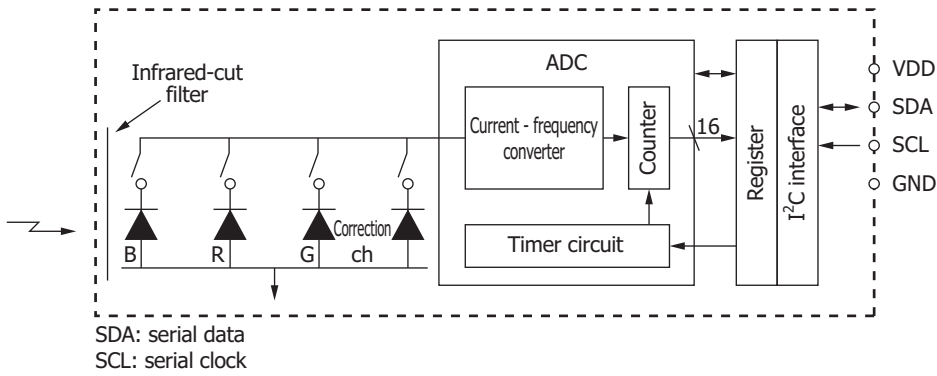 ADC
Infrared-cut
filter
Current - frequency
converter
Counter
16
Register
I²C interface
VDD
SDA
SCL
GND
B
R
G
Correction
ch
Timer circuit
SDA: serial data
SCL: serial clock